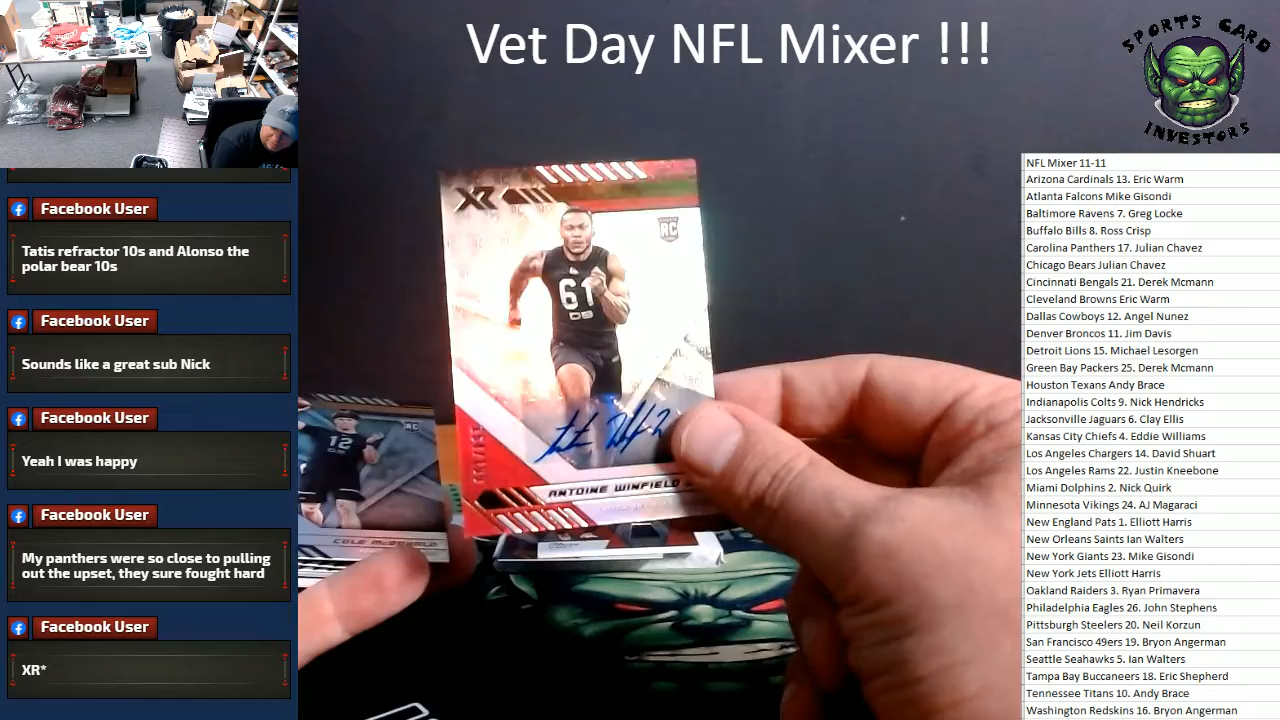 Vet Day NFL Mixer !!!
SPORTS CARD
INVESTORS
Facebook User
Tatis refractor 10s and Alonso the
polar bear 10s
Facebook User
Sounds like a great sub Nick
Facebook User
Yeah I was happy
Facebook User
My panthers were so close to pulling
out the upset, they sure fought hard
Facebook User
XR*
XR
RC
61
DB
ANTOINE WINFIELD
RC
12
COLE McDONALD
NFL Mixer 11-11
Arizona Cardinals 13. Eric Warm
Atlanta Falcons Mike Gisondi
Baltimore Ravens 7. Greg Locke
Buffalo Bills 8. Ross Crisp
Carolina Panthers 17. Julian Chavez
Chicago Bears Julian Chavez
Cincinnati Bengals 21. Derek Mcmann
Cleveland Browns Eric Warm
Dallas Cowboys 12. Angel Nunez
Denver Broncos 11. Jim Davis
Detroit Lions 15. Michael Lesorgen
Green Bay Packers 25. Derek Mcmann
Houston Texans Andy Brace
Indianapolis Colts 9. Nick Hendricks
Jacksonville Jaguars 6. Clay Ellis
Kansas City Chiefs 4. Eddie Williams
Los Angeles Chargers 14. David Shuart
Los Angeles Rams 22. Justin Kneebone
Miami Dolphins 2. Nick Quirk
Minnesota Vikings 24. AJ Magaraci
New England Pats 1. Elliott Harris
New Orleans Saints Ian Walters
New York Giants 23. Mike Gisondi
New York Jets Elliott Harris
Oakland Raiders 3. Ryan Primavera
Philadelphia Eagles 26. John Stephens
Pittsburgh Steelers 20. Neil Korzun
San Francisco 49ers 19. Bryon Angerman
Seattle Seahawks 5. Ian Walters
Tampa Bay Buccaneers 18. Eric Shepherd
Tennessee Titans 10. Andy Brace
Washington Redskins 16. Bryon Angerman